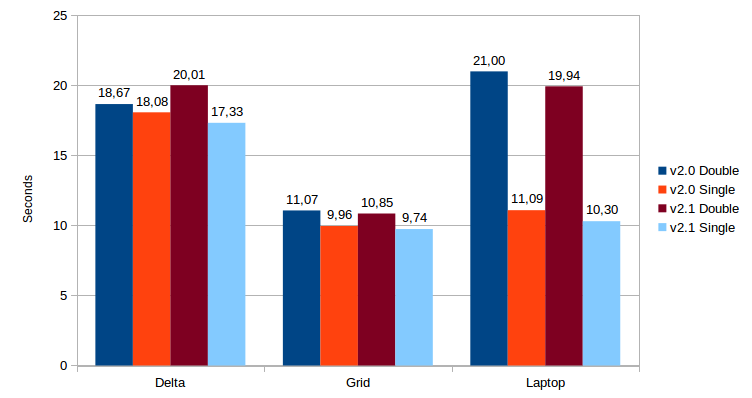 25
20
15
10
5
0
Seconds
18,67
18,08
20,01
17,33
11,07
9,96
10,85
9,74
21,00
11,09
19,94
10,30
Delta
Grid
Laptop
v2.0 Double
v2.0 Single
v2.1 Double
v2.1 Single